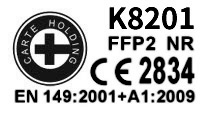 CARTE HOLDING
K8201
FFP2 NR
CE 2834
EN 149:2001+A1:2009